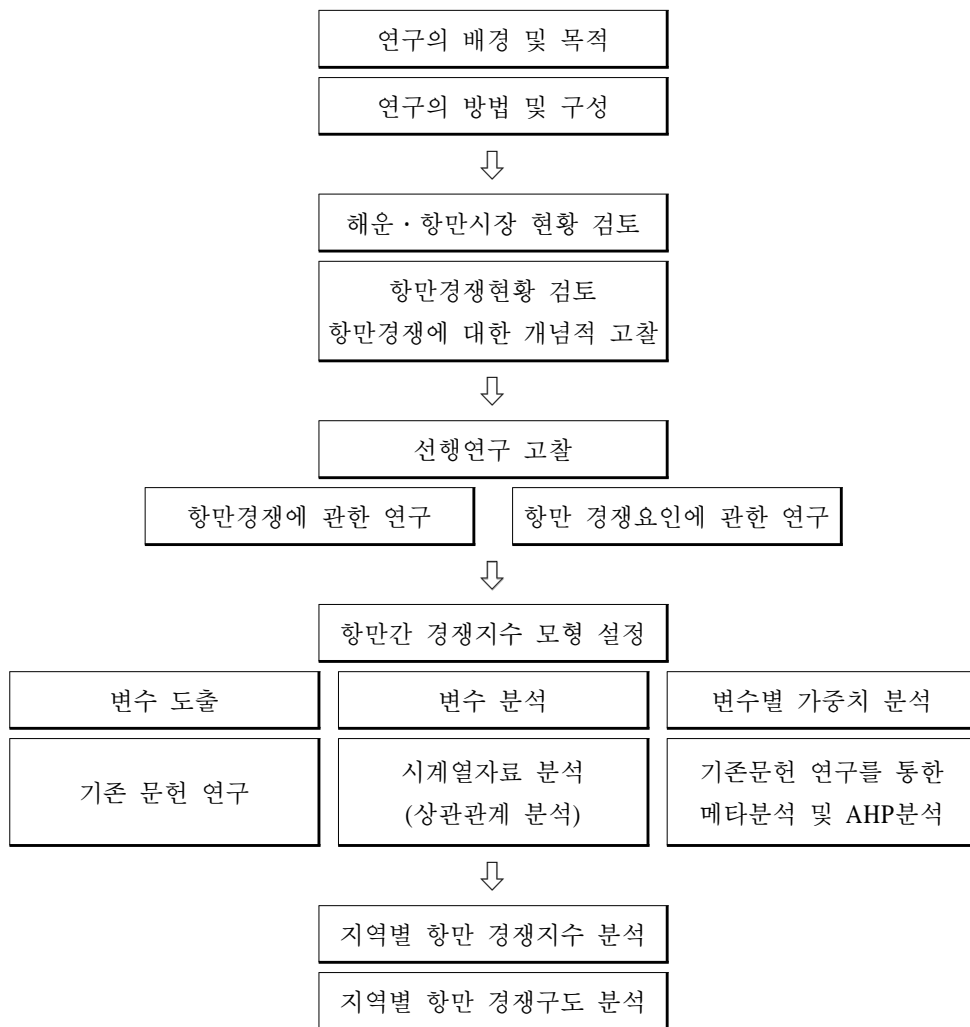 연구의 배경 및 목적
연구의 방법 및 구성
해운 · 항만시장 현황 검토
항만경쟁현황 검토
항만경쟁에 대한 개념적 고찰
선행연구 고찰
항만경쟁에 관한 연구
항만 경쟁요인에 관한 연구
항만간 경쟁지수 모형 설정
변수 도출
변수 분석
변수별 가중치 분석
기존 문헌 연구
시계열자료 분석
(상관관계 분석)
기존문헌 연구를 통한
메타분석 및 AHP분석
지역별 항만 경쟁지수 분석
지역별 항만 경쟁구도 분석